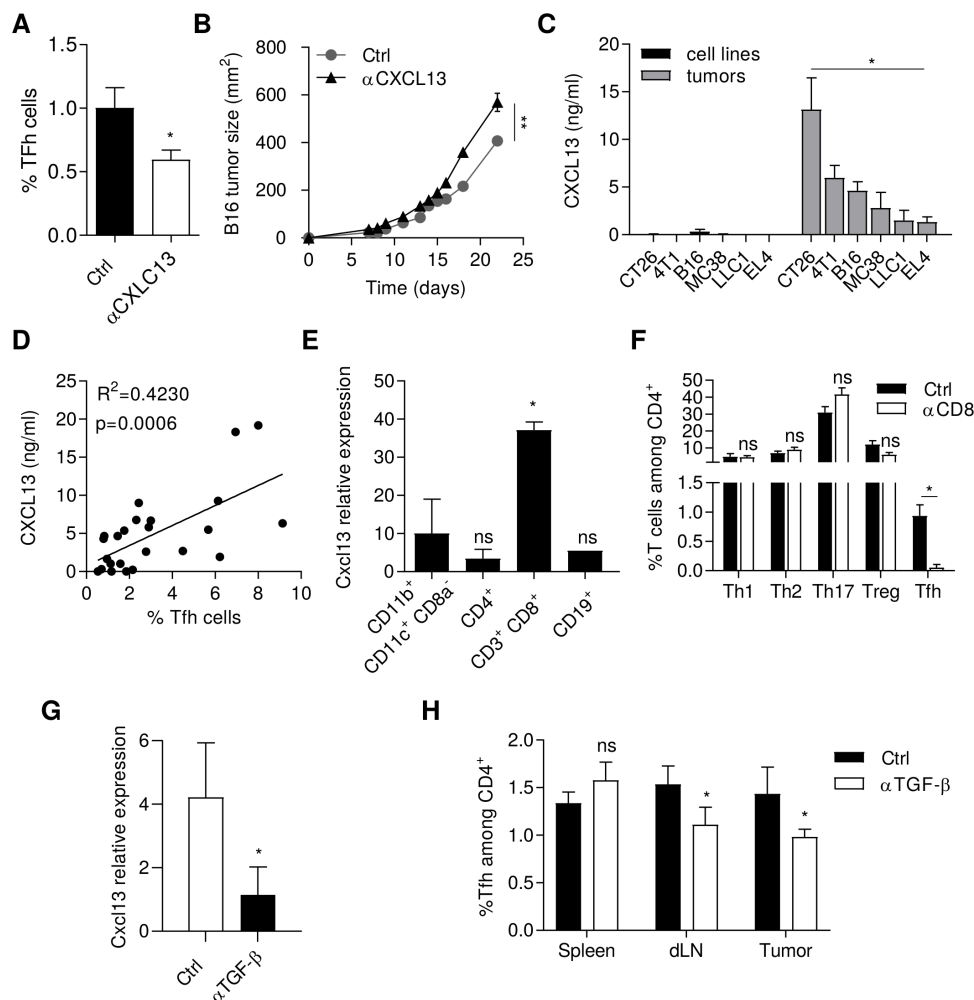 A
% TFh cells
1.5
1.0
0.5
0.0
Ctrl
αCXLC13
B
B16 tumor size (mm²)
800
600
400
200
0
0 5 10 15 20 25
Time (days)
Ctrl
αCXCL13
**
C
CXCL13 (ng/ml)
20
15
10
5
0
cell lines
tumors
*
CT26 4T1 B16 MC38 LLC1 EL4 CT26 4T1 B16 MC38 LLC1 EL4
D
CXCL13 (ng/ml)
25
20
15
10
5
0
R²=0.4230
p=0.0006
0 2 4 6 8 10
% Tfh cells
E
Cxcl13 relative expression
50
40
30
20
10
0
ns
*
ns
CD11b⁺
CD11c⁺ CD8a⁻
CD4⁺
CD3⁺ CD8⁺
CD19⁺
F
%T cells among CD4⁺
50
40
30
20
10
1.5
1.0
0.5
0.0
ns ns ns ns *
Ctrl
αCD8
Th1 Th2 Th17 Treg Tfh
G
Cxcl13 relative expression
6
4
2
0
*
Ctrl
αTGF-β
H
%Tfh among CD4⁺
2.0
1.5
1.0
0.5
0.0
ns * *
Ctrl
αTGF-β
Spleen dLN Tumor